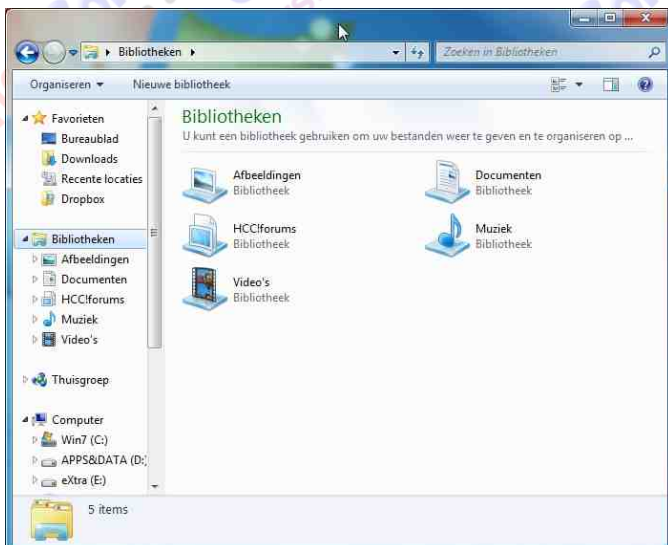 Bibliotheken
Zoeken in Bibliotheken
Organiseren
Nieuwe bibliotheek
Favorieten
Bureaublad
Downloads
Recente locaties
Dropbox
Bibliotheken
Afbeeldingen
Documenten
HCC!forums
Muziek
Video's
Thuisgroep
Computer
Win7 (C:)
APPS&DATA (D:
eXtra (E:)
Bibliotheken
U kunt een bibliotheek gebruiken om uw bestanden weer te geven en te organiseren op ...
Afbeeldingen
Bibliotheek
Documenten
Bibliotheek
HCC!forums
Bibliotheek
Muziek
Bibliotheek
Video's
Bibliotheek
5 items